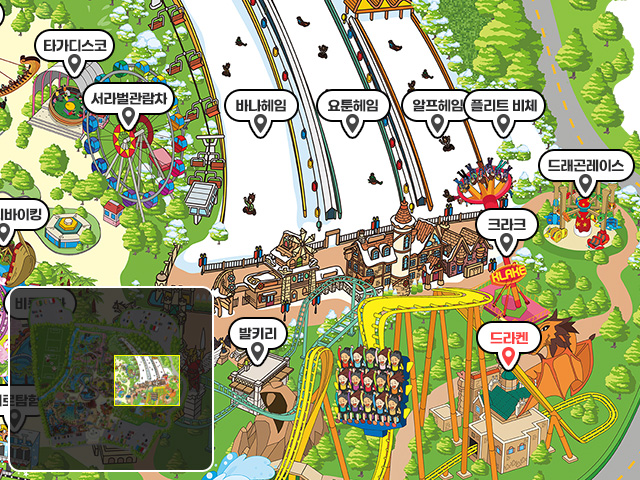 타가디스코
서라벌관람차
바나헤임
요툰헤임
알프헤임
플리트 비체
드래곤레이스
바이킹
크라크
KLAKE
발키리
드라켄